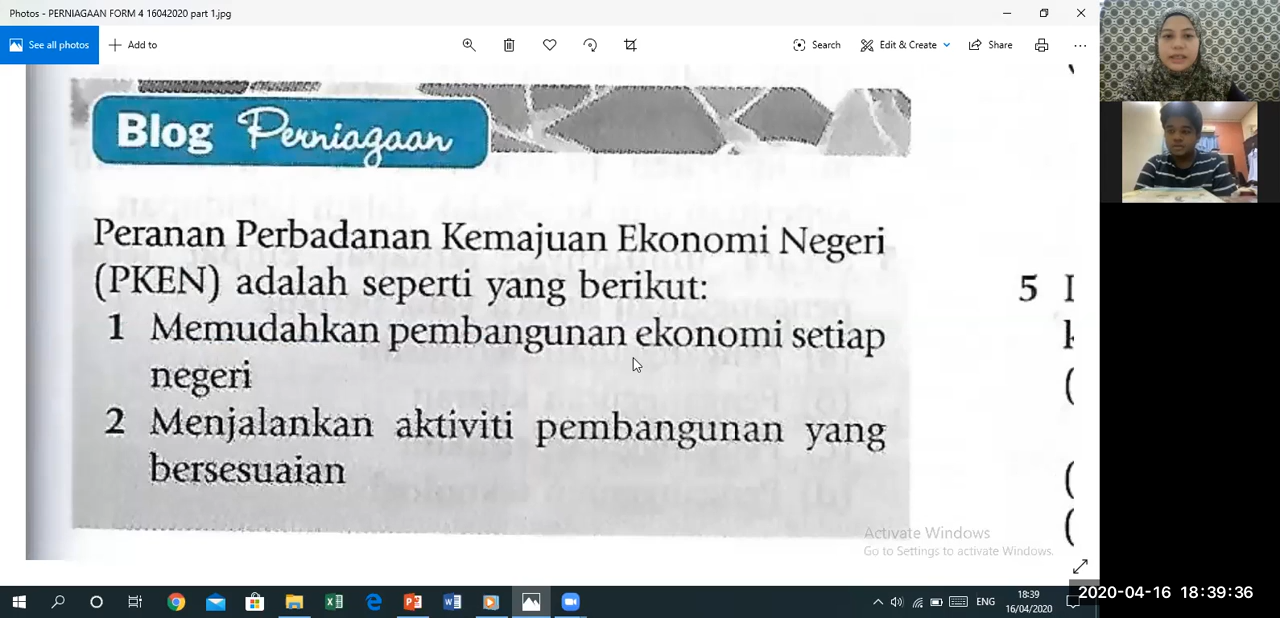 Photos - PERNIAGAAN FORM 4 16042020 part 1.jpg
See all photos
Add to
Search
Edit & Create
Share
Blog Perniagaan
Peranan Perbadanan Kemajuan Ekonomi Negeri
(PKEN) adalah seperti yang berikut:
1 Memudahkan pembangunan ekonomi setiap
negeri
2 Menjalankan aktiviti pembangunan yang
bersesuaian
5
Activate Windows
Go to Settings to activate Windows.
ENG
18:39
16/04/2020
2020-04-16 18:39:36